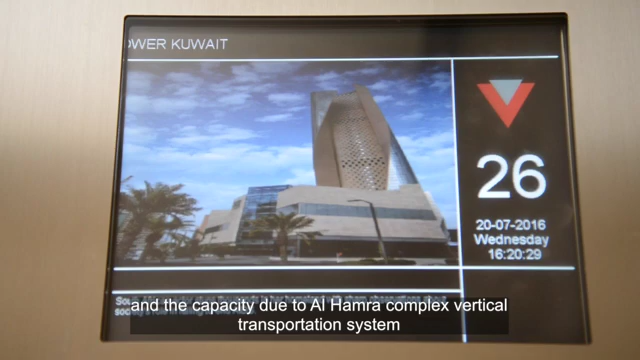 OWER KUWAIT
26
20-07-2016
Wednesday
16:20:29
and the capacity due to Al Hamra complex vertical
transportation system